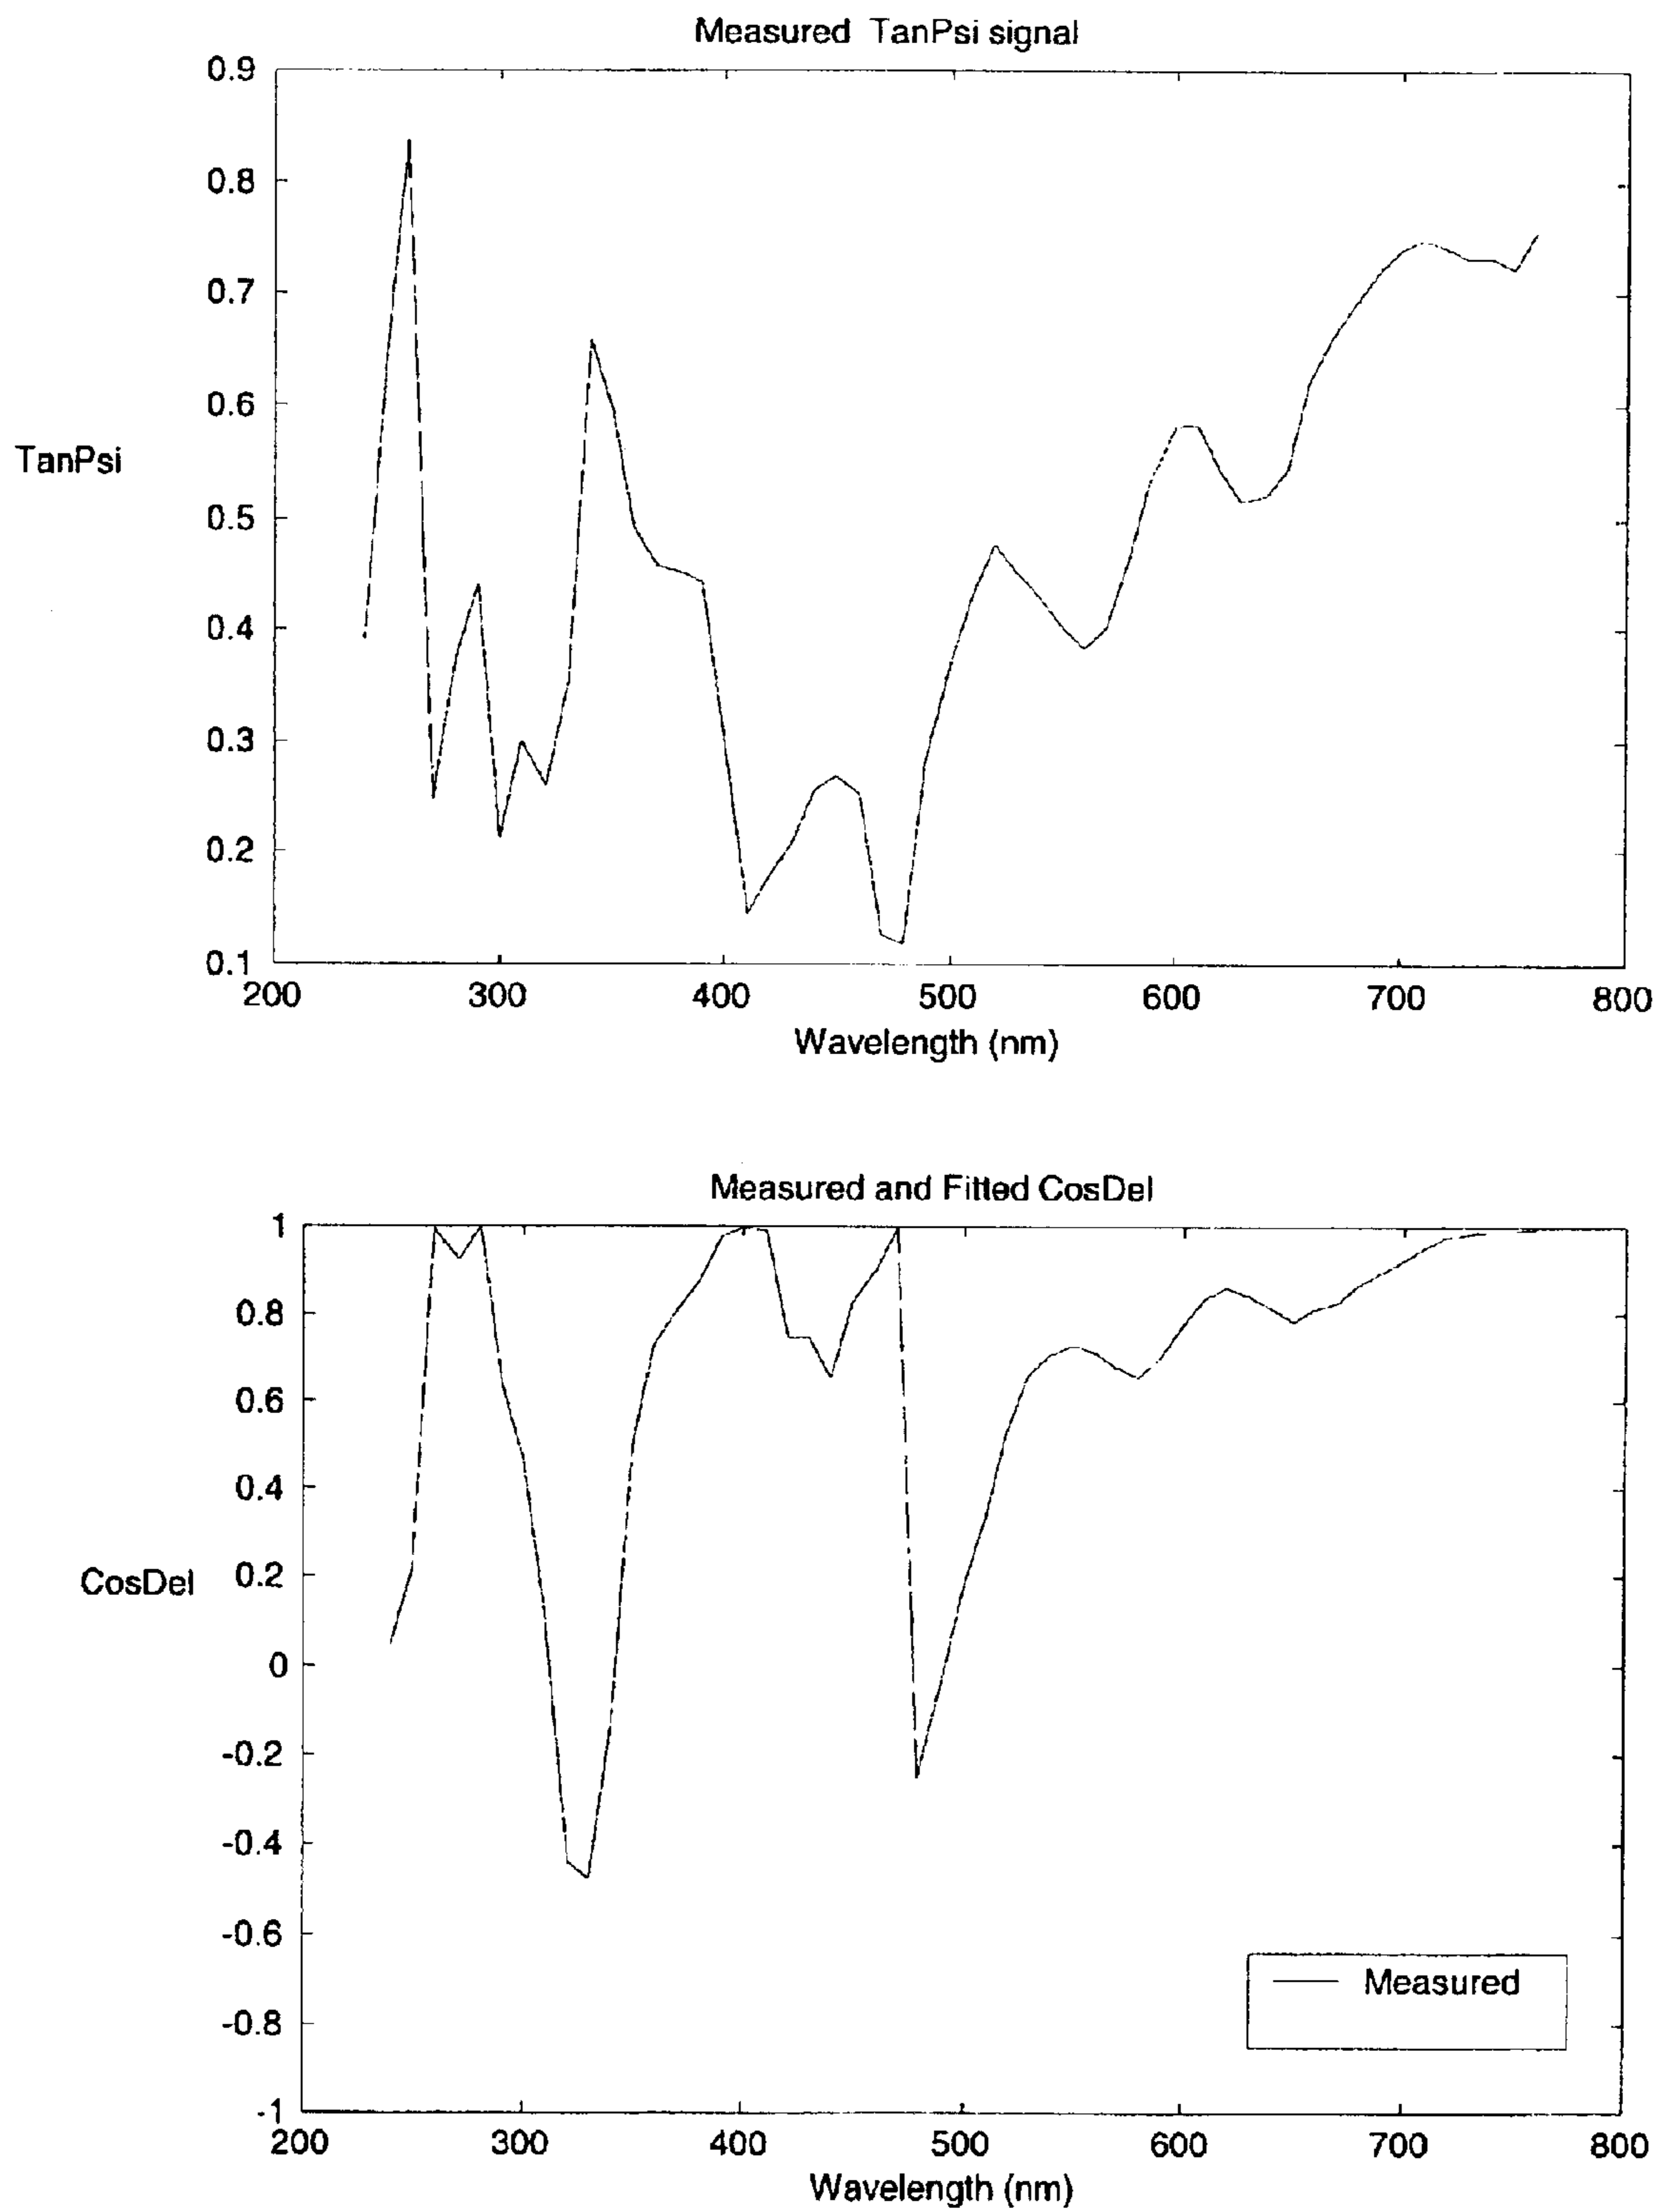 Measured TanPsi signal
0.9
0.8
0.7
0.6
TanPsi
0.5
0.4
0.3
0.2
0.1
200 300 400 500 600 700 800
Wavelength (nm)
Measured and Fitted CosDel
1
0.8
0.6
0.4
CosDel 0.2
0
-0.2
-0.4
-0.6
Measured
-0.8
-1
200 300 400 500 600 700 800
Wavelength (nm)